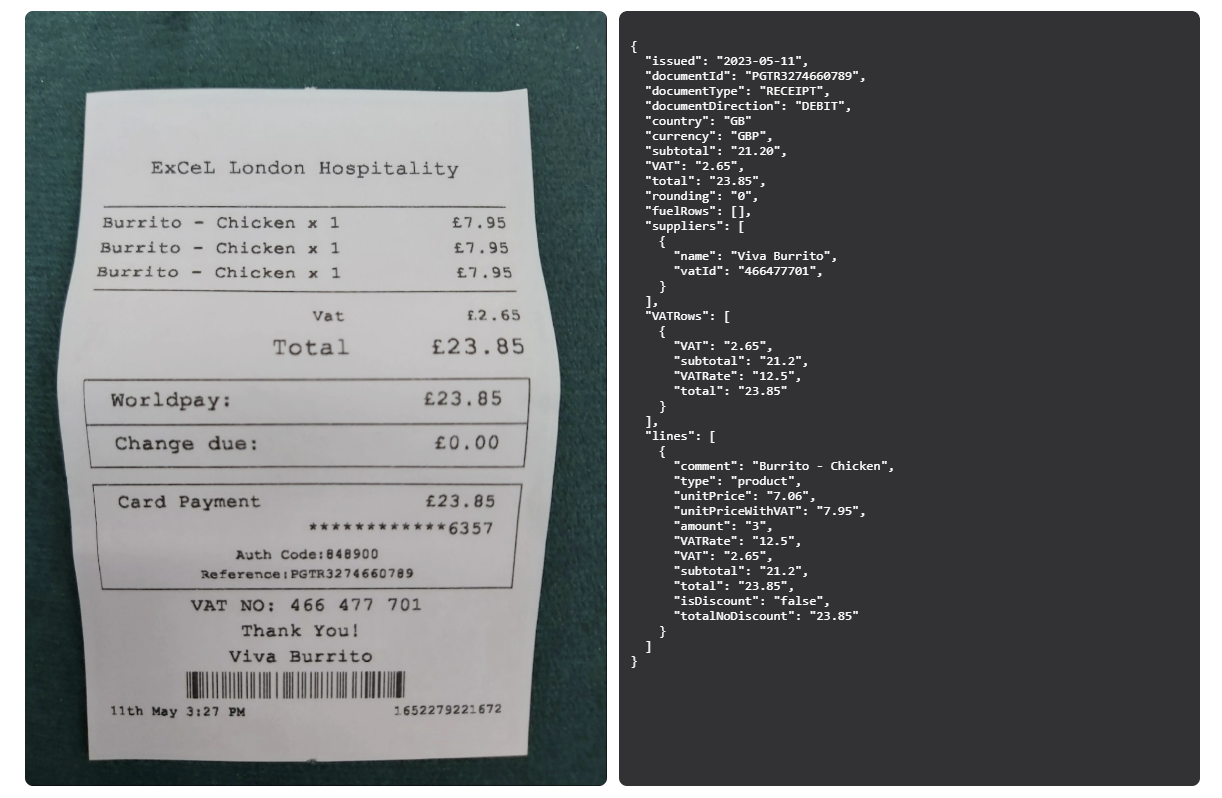 ExCeL London Hospitality
Burrito - Chicken x 1 £7.95
Burrito - Chicken x 1 £7.95
Burrito - Chicken x 1 £7.95
Vat £2.65
Total £23.85
Worldpay: £23.85
Change due: £0.00
Card Payment £23.85
************6357
Auth Code:848900
Reference:PGTR3274660789
VAT NO: 466 477 701
Thank You!
Viva Burrito
11th May 3:27 PM 1652279221672
{
"issued": "2023-05-11",
"documentId": "PGTR3274660789",
"documentType": "RECEIPT",
"documentDirection": "DEBIT",
"country": "GB"
"currency": "GBP",
"subtotal": "21.20",
"VAT": "2.65",
"total": "23.85",
"rounding": "0",
"fuelRows": [],
"suppliers": [
{
"name": "Viva Burrito",
"vatId": "466477701",
}
],
"VATRows": [
{
"VAT": "2.65",
"subtotal": "21.2",
"VATRate": "12.5",
"total": "23.85"
}
],
"lines": [
{
"comment": "Burrito - Chicken",
"type": "product",
"unitPrice": "7.06",
"unitPriceWithVAT": "7.95",
"amount": "3",
"VATRate": "12.5",
"VAT": "2.65",
"subtotal": "21.2",
"total": "23.85",
"isDiscount": "false",
"totalNoDiscount": "23.85"
}
]
}